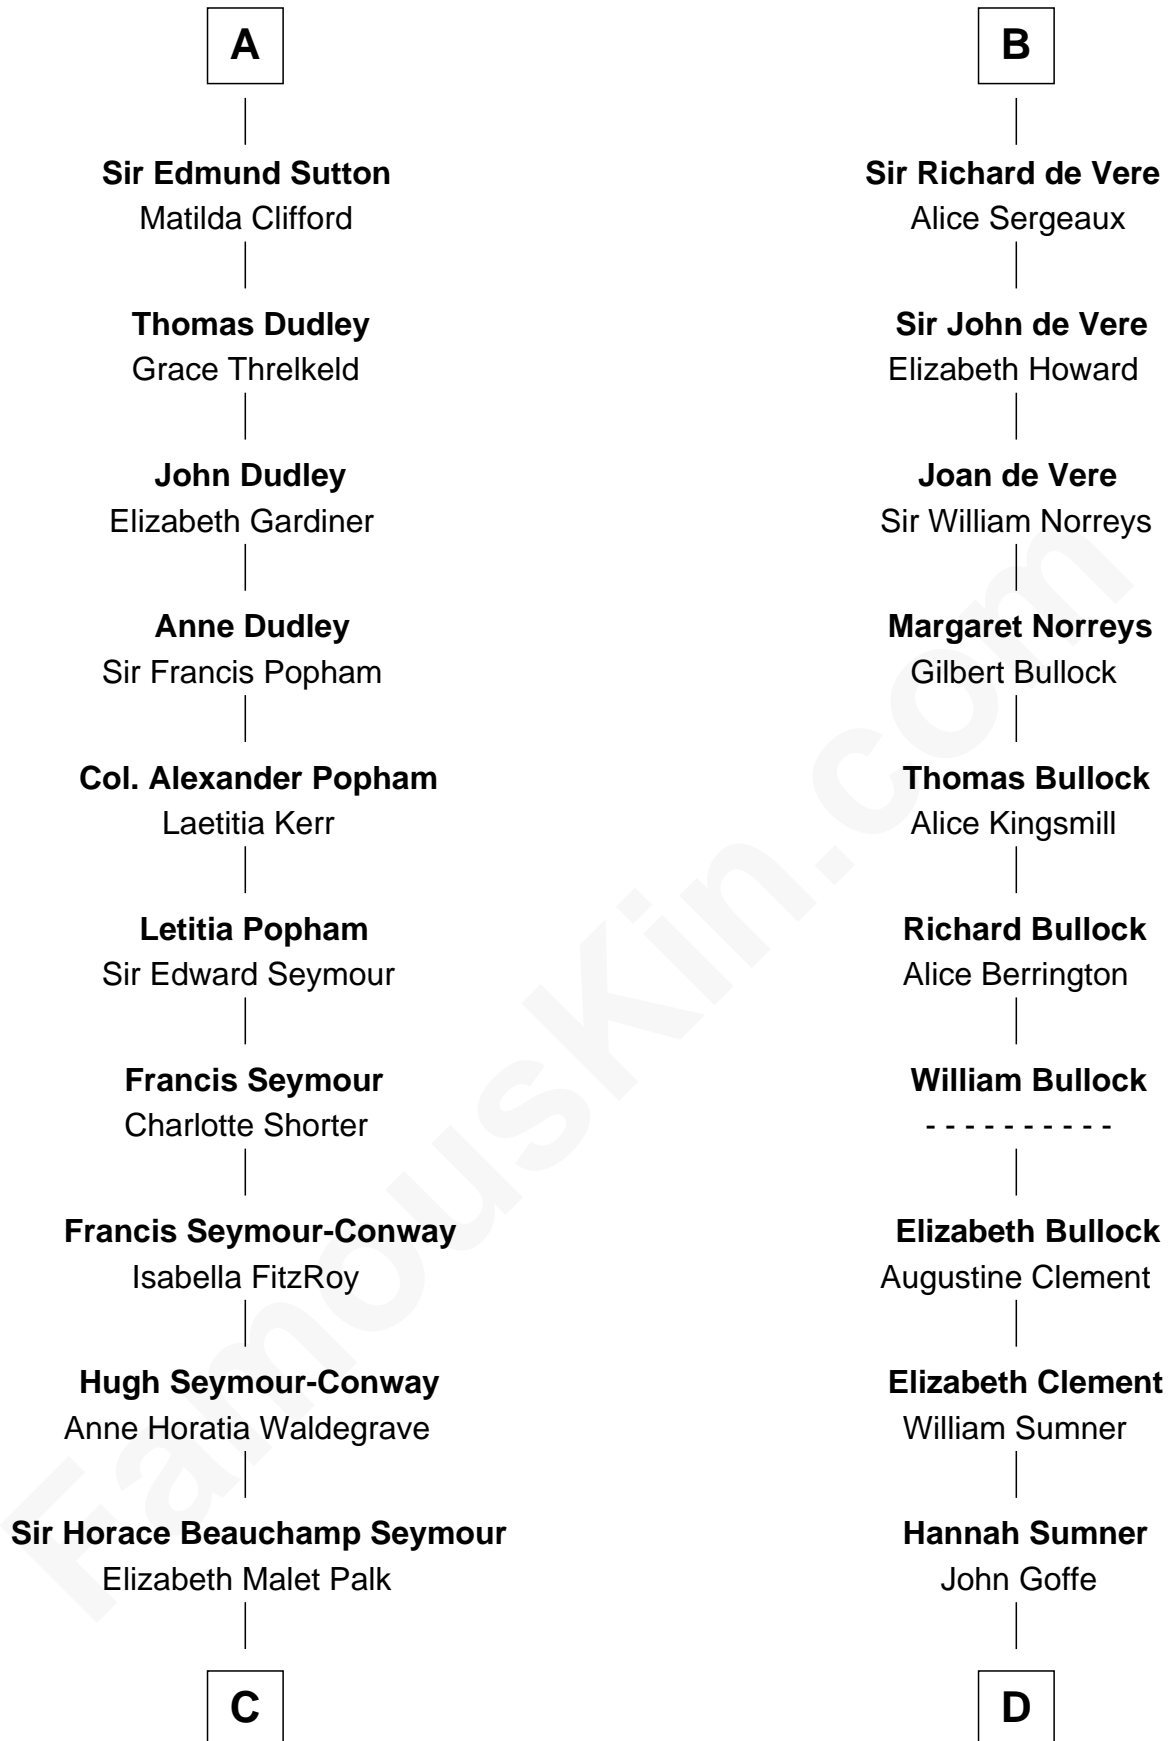 A
Sir Edmund Sutton
Matilda Clifford
Thomas Dudley
Grace Threlkeld
John Dudley
Elizabeth Gardiner
Anne Dudley
Sir Francis Popham
Col. Alexander Popham
Laetitia Kerr
Letitia Popham
Sir Edward Seymour
Francis Seymour
Charlotte Shorter
Francis Seymour-Conway
Isabella FitzRoy
Hugh Seymour-Conway
Anne Horatia Waldegrave
Sir Horace Beauchamp Seymour
Elizabeth Malet Palk
C
B
Sir Richard de Vere
Alice Sergeaux
Sir John de Vere
Elizabeth Howard
Joan de Vere
Sir William Norreys
Margaret Norreys
Gilbert Bullock
Thomas Bullock
Alice Kingsmill
Richard Bullock
Alice Berrington
William Bullock
- - - - - - - - - -
Elizabeth Bullock
Augustine Clement
Elizabeth Clement
William Sumner
Hannah Sumner
John Goffe
D
FamousKin.com